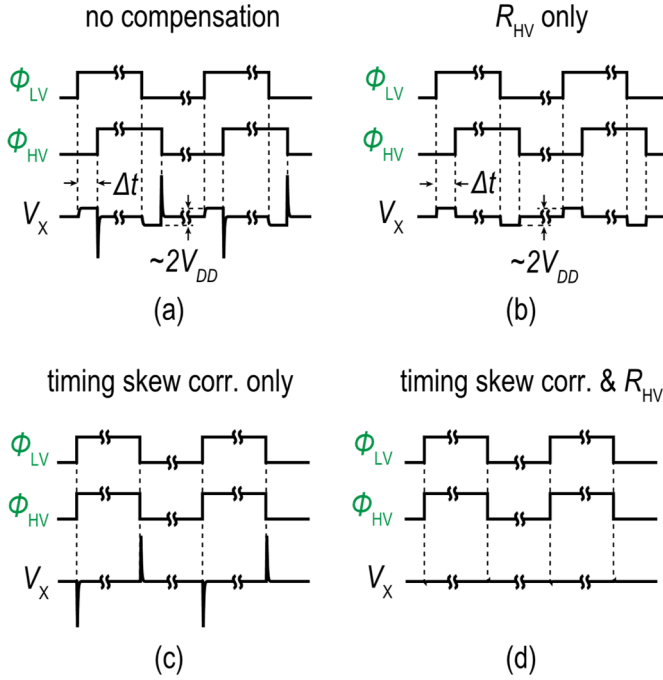 no compensation
Φ_LV
Φ_HV
Δt
V_X
~2V_DD
(a)
R_HV only
Φ_LV
Φ_HV
Δt
V_X
~2V_DD
(b)
timing skew corr. only
Φ_LV
Φ_HV
V_X
(c)
timing skew corr. & R_HV
Φ_LV
Φ_HV
V_X
(d)